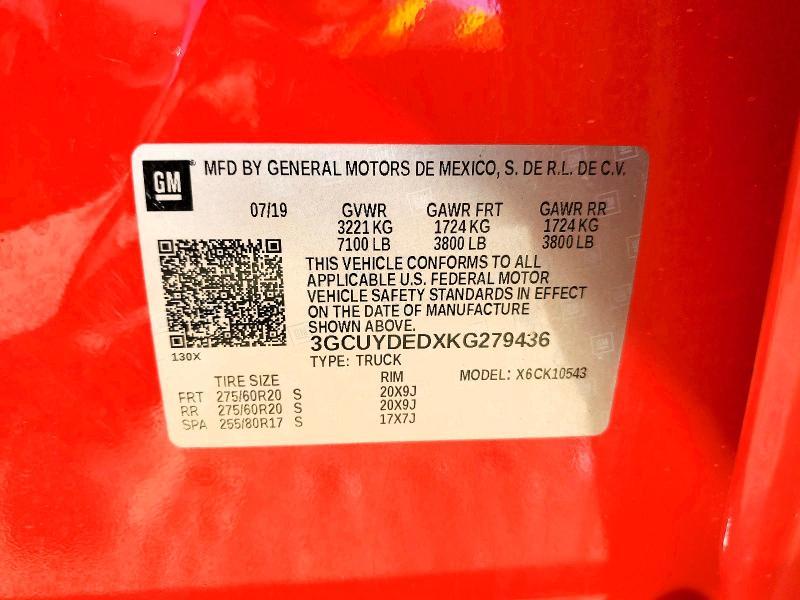 GM MFD BY GENERAL MOTORS DE MEXICO, S. DE R.L. DE C.V.
07/19 GVWR GAWR FRT GAWR RR
3221 KG 1724 KG 1724 KG
7100 LB 3800 LB 3800 LB
THIS VEHICLE CONFORMS TO ALL
APPLICABLE U.S. FEDERAL MOTOR
VEHICLE SAFETY STANDARDS IN EFFECT
ON THE DATE OF MANUFACTURE
SHOWN ABOVE.
3GCUYDEDXKG279436
130X TYPE: TRUCK
TIRE SIZE RIM MODEL: X6CK10543
FRT 275/60R20 S 20X9J
RR 275/60R20 S 20X9J
SPA 255/80R17 S 17X7J